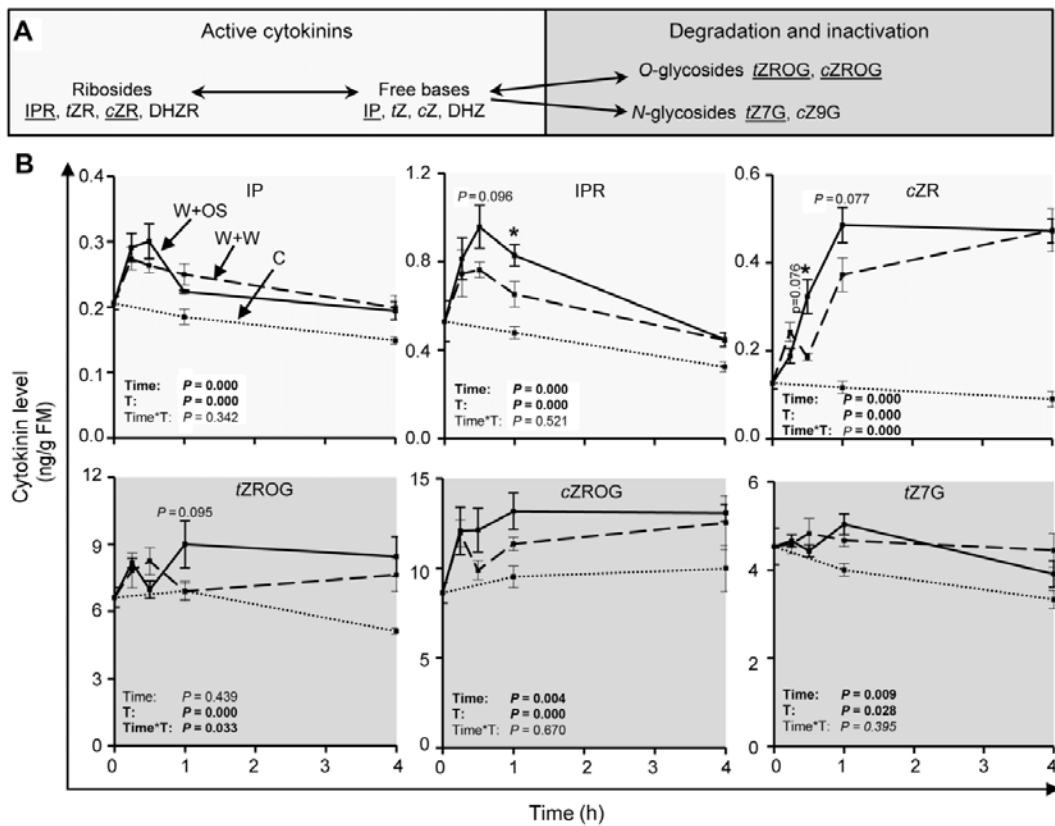 A
Active cytokinins
Degradation and inactivation
Ribosides
IPR, tZR, cZR, DHZR
Free bases
IP, tZ, cZ, DHZ
O-glycosides tZROG, cZROG
N-glycosides tZ7G, cZ9G
B
Cytokinin level
(ng/g FM)
IP
0.4
0.3
0.2
0.1
0.0
W+OS
W+W
C
Time: P = 0.000
T: P = 0.000
Time*T: P = 0.342
IPR
1.2
0.8
0.4
0.0
P = 0.096
*
Time: P = 0.000
T: P = 0.000
Time*T: P = 0.521
cZR
0.6
0.4
0.2
0.0
P = 0.077
p=0.076
*
Time: P = 0.000
T: P = 0.000
Time*T: P = 0.000
tZROG
12
9
6
3
0
P = 0.095
Time: P = 0.439
T: P = 0.000
Time*T: P = 0.033
0 1 2 3 4
cZROG
15
10
5
0
Time: P = 0.004
T: P = 0.000
Time*T: P = 0.670
0 1 2 3 4
tZ7G
6
4
2
0
Time: P = 0.009
T: P = 0.028
Time*T: P = 0.395
0 1 2 3 4
Time (h)